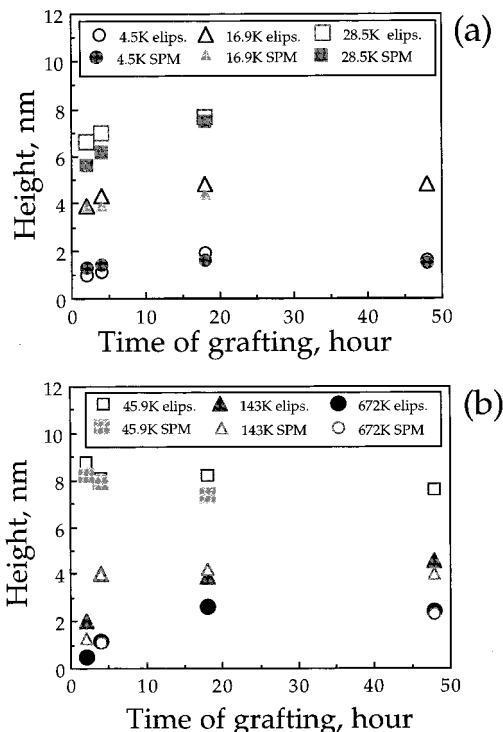 (a)
12
10
8
6
4
2
0
Height, nm
4.5K elips. 16.9K elips. 28.5K elips.
4.5K SPM 16.9K SPM 28.5K SPM
0 10 20 30 40 50
Time of grafting, hour
(b)
12
10
8
6
4
2
0
Height, nm
45.9K elips. 143K elips. 672K elips.
45.9K SPM 143K SPM 672K SPM
0 10 20 30 40 50
Time of grafting, hour